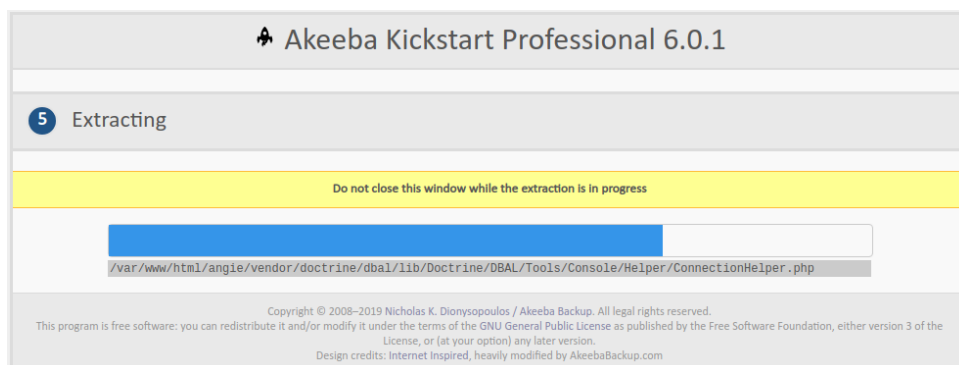 Akeeba Kickstart Professional 6.0.1
5 Extracting
Do not close this window while the extraction is in progress
/var/www/html/angie/vendor/doctrine/dbal/lib/Doctrine/DBAL/Tools/Console/Helper/ConnectionHelper.php
Copyright © 2008–2019 Nicholas K. Dionysopoulos / Akeeba Backup. All legal rights reserved.
This program is free software: you can redistribute it and/or modify it under the terms of the GNU General Public License as published by the Free Software Foundation, either version 3 of the
License, or (at your option) any later version.
Design credits: Internet Inspired, heavily modified by AkeebaBackup.com